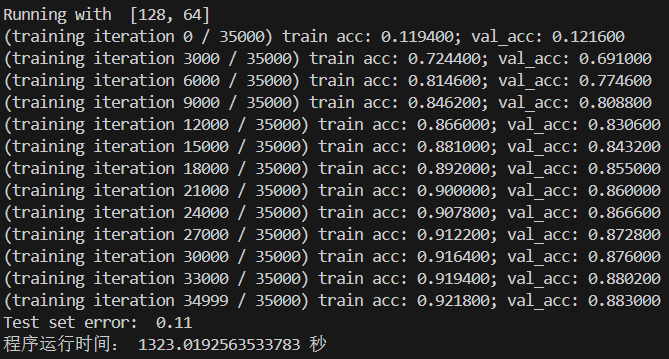 Running with  [128, 64]
(training iteration 0 / 35000) train acc: 0.119400; val_acc: 0.121600
(training iteration 3000 / 35000) train acc: 0.724400; val_acc: 0.691000
(training iteration 6000 / 35000) train acc: 0.814600; val_acc: 0.774600
(training iteration 9000 / 35000) train acc: 0.846200; val_acc: 0.808800
(training iteration 12000 / 35000) train acc: 0.866000; val_acc: 0.830600
(training iteration 15000 / 35000) train acc: 0.881000; val_acc: 0.843200
(training iteration 18000 / 35000) train acc: 0.892000; val_acc: 0.855000
(training iteration 21000 / 35000) train acc: 0.900000; val_acc: 0.860000
(training iteration 24000 / 35000) train acc: 0.907800; val_acc: 0.866600
(training iteration 27000 / 35000) train acc: 0.912200; val_acc: 0.872800
(training iteration 30000 / 35000) train acc: 0.916400; val_acc: 0.876000
(training iteration 33000 / 35000) train acc: 0.919400; val_acc: 0.880200
(training iteration 34999 / 35000) train acc: 0.921800; val_acc: 0.883000
Test set error:  0.11
程序运行时间： 1323.0192563533783 秒